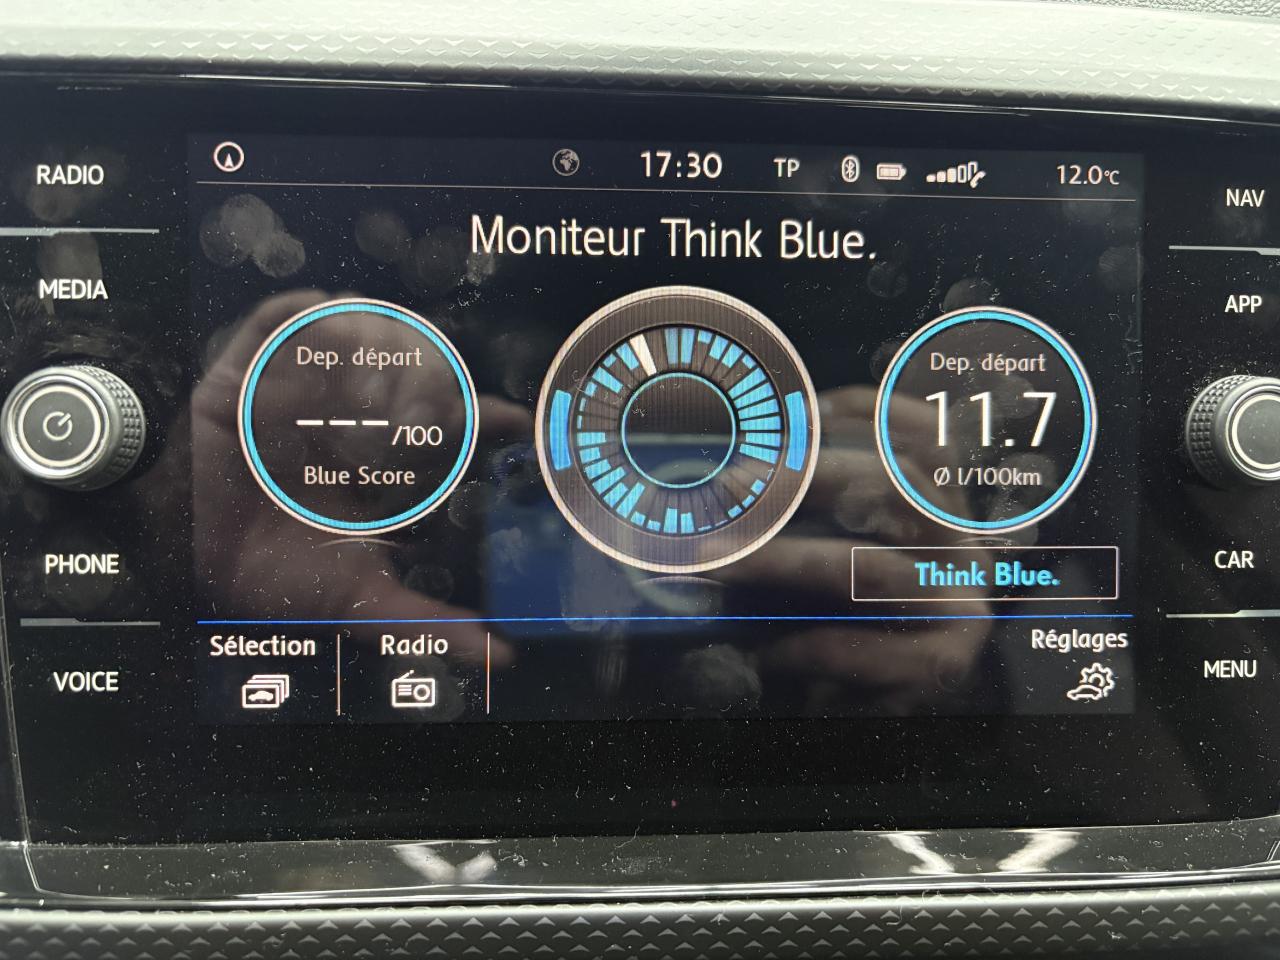 RADIO
MEDIA
PHONE
VOICE
17:30
TP
12.0°C
Moniteur Think Blue.
Dep. départ
---/100
Blue Score
Dep. départ
11.7
Ø l/100km
Think Blue.
Sélection
Radio
Réglages
NAV
APP
CAR
MENU